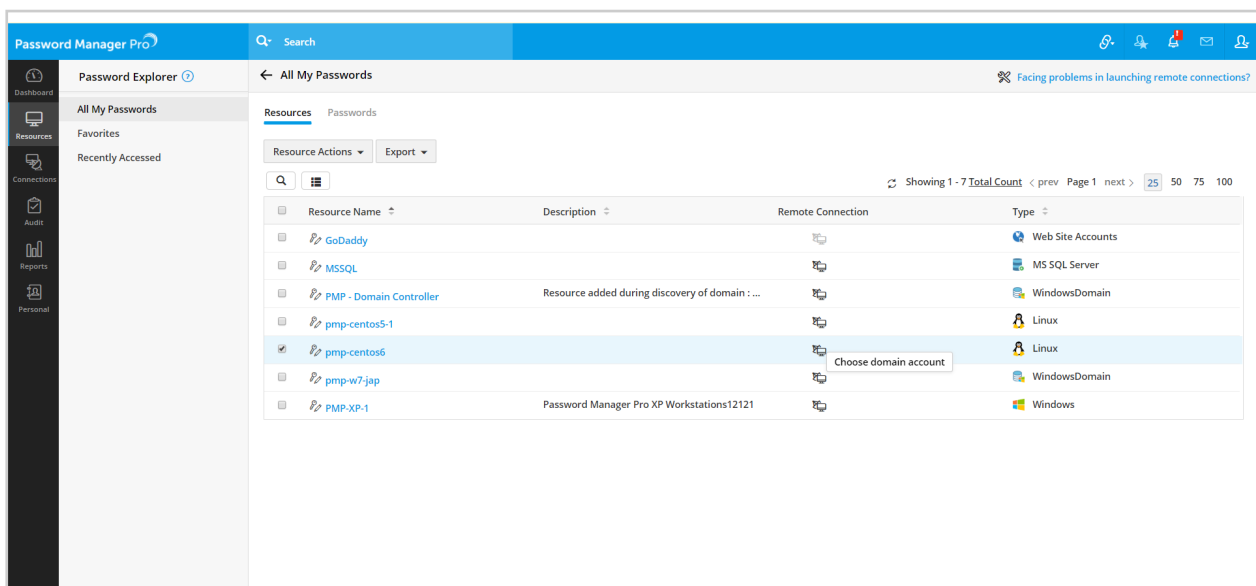 Password Manager Pro
Search
Dashboard
Resources
Connections
Audit
Reports
Personal
Password Explorer ?
All My Passwords
Favorites
Recently Accessed
← All My Passwords
Facing problems in launching remote connections?
Resources Passwords
Resource Actions Export
Showing 1 - 7 Total Count < prev Page 1 next > 25 50 75 100
Resource Name Description Remote Connection Type
GoDaddy Web Site Accounts
MSSQL MS SQL Server
PMP - Domain Controller Resource added during discovery of domain : ... WindowsDomain
pmp-centos5-1 Linux
pmp-centos6 Linux
Choose domain account
pmp-w7-jap WindowsDomain
PMP-XP-1 Password Manager Pro XP Workstations12121 Windows